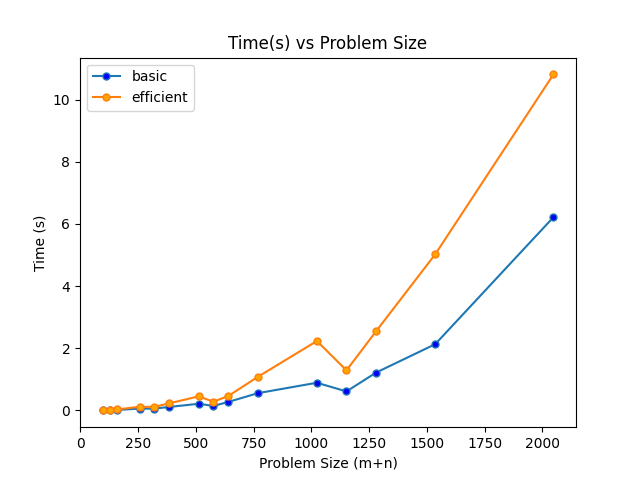 Time(s) vs Problem Size
basic
efficient
10
8
6
4
2
0
Time (s)
0 250 500 750 1000 1250 1500 1750 2000
Problem Size (m+n)